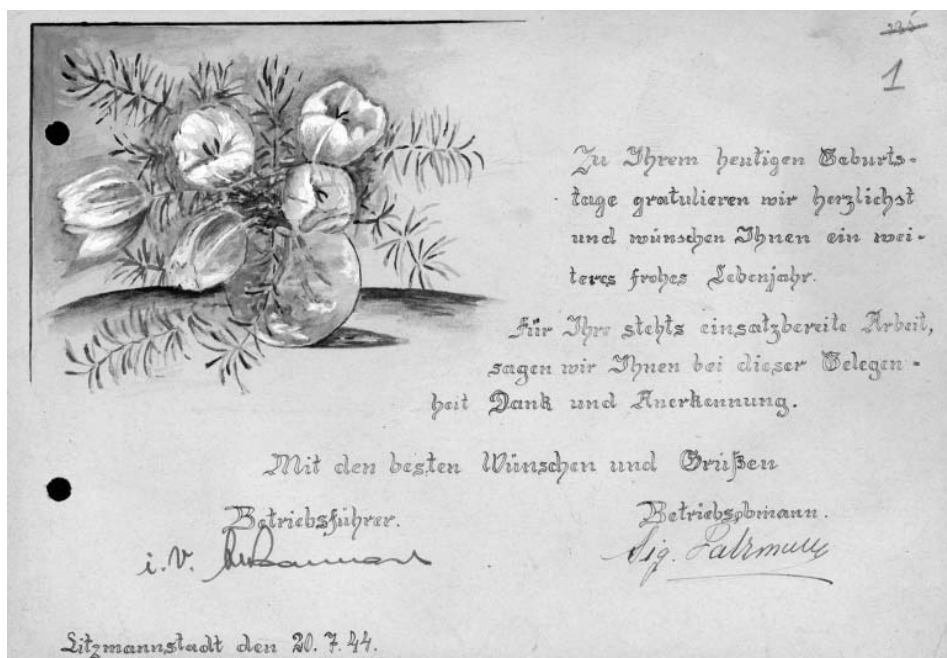 1
Zu Ihrem heutigen Geburts-
tage gratulieren wir herzlichst
und wünschen Ihnen ein wei-
teres frohes Lebenjahr.
Für Ihre stehts einsatzbereite Arbeit,
sagen wir Ihnen bei dieser Gelegen-
heit Dank und Anerkennung.
Mit den besten Wünschen und Grüßen
Betriebsführer. Betriebsobmann.
i.V.
Litzmannstadt den 20.7.44.